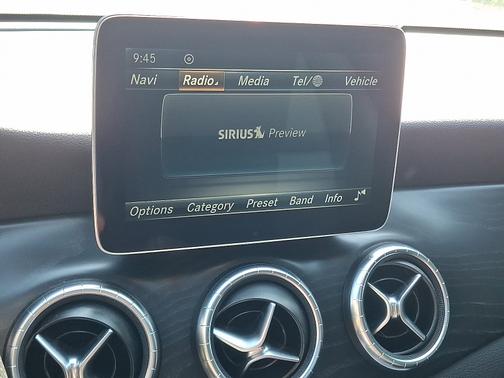 9:45
Navi Radio Media Tel/ Vehicle
SIRIUS Preview
Options Category Preset Band Info